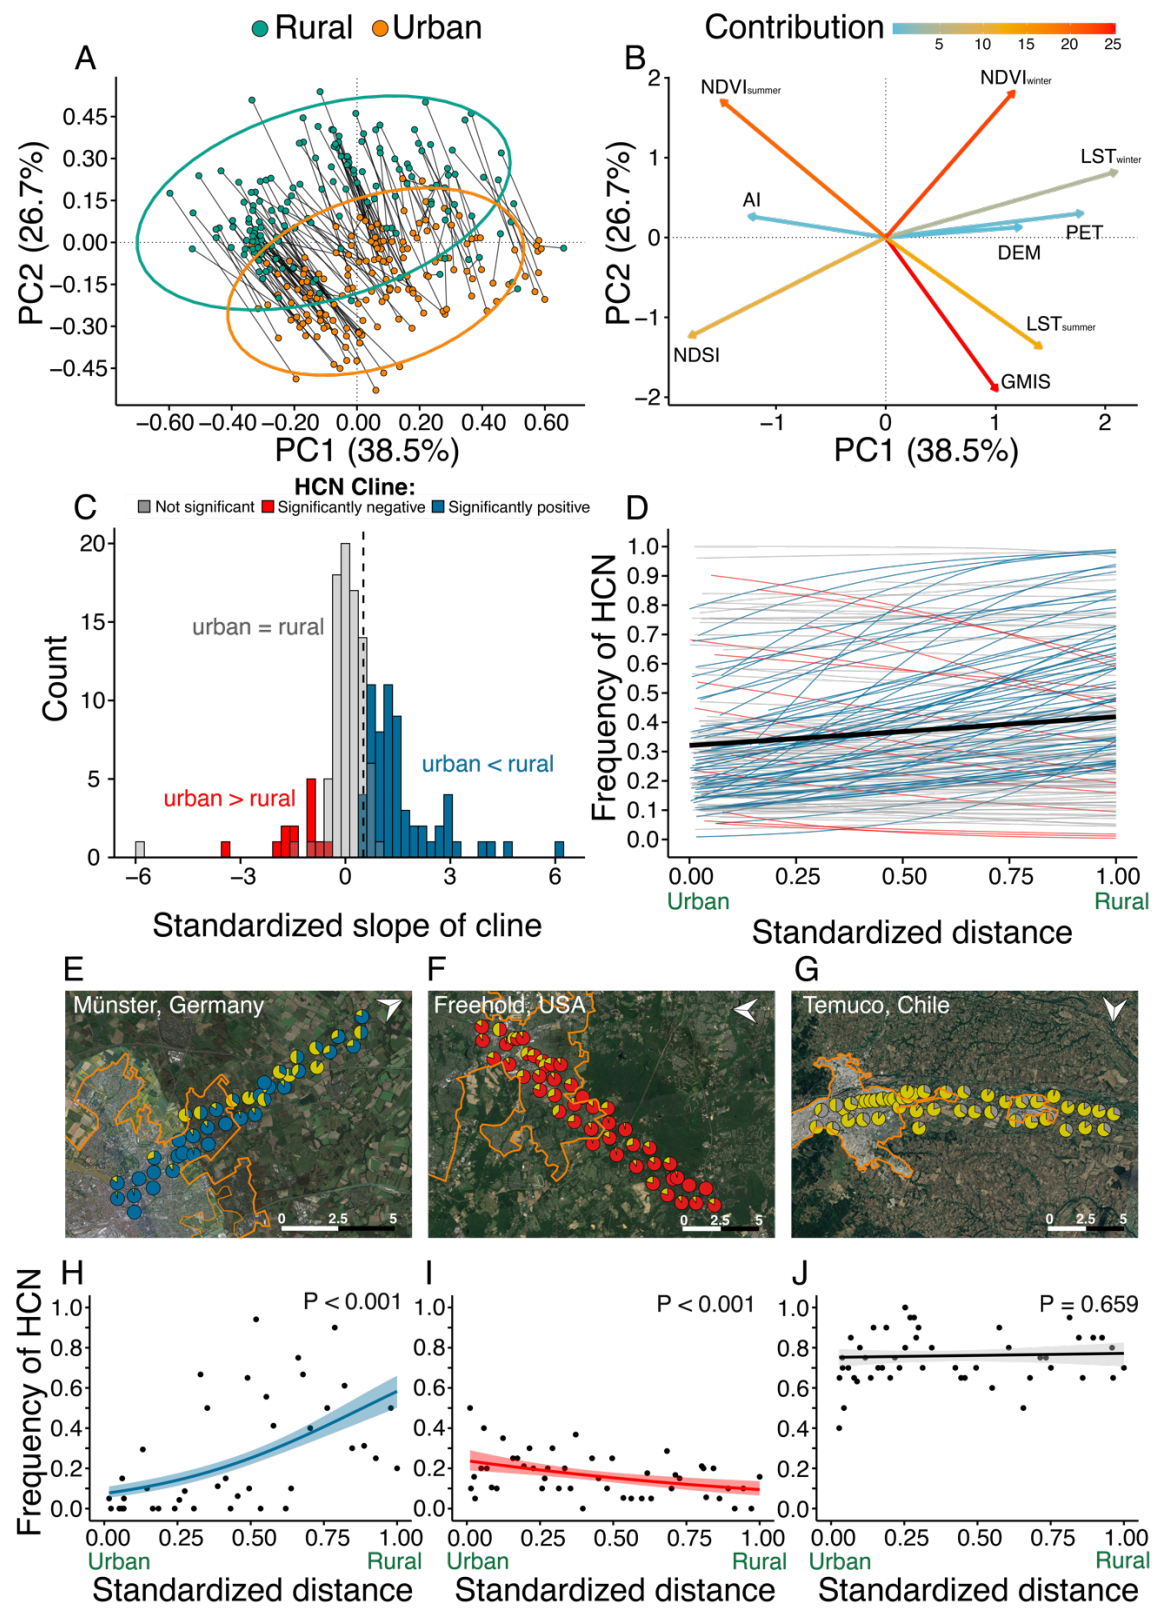 Rural Urban
Contribution
5 10 15 20 25
A
PC2 (26.7%)
0.45
0.30
0.15
0.00
−0.15
−0.30
−0.45
−0.60 −0.40 −0.20 0.00 0.20 0.40 0.60
PC1 (38.5%)
B
PC2 (26.7%)
2
1
0
−1
−2
NDVIsummer
NDVIwinter
LSTwinter
AI
PET
DEM
LSTsummer
NDSI
GMIS
−1 0 1 2
PC1 (38.5%)
C
HCN Cline:
Not significant Significantly negative Significantly positive
Count
20
15
10
5
0
urban = rural
urban < rural
urban > rural
−6 −3 0 3 6
Standardized slope of cline
D
Frequency of HCN
1.0
0.9
0.8
0.7
0.6
0.5
0.4
0.3
0.2
0.1
0.0
0.00 0.25 0.50 0.75 1.00
Urban Rural
Standardized distance
E
Münster, Germany
0 2.5 5
F
Freehold, USA
0 2.5 5
G
Temuco, Chile
0 2.5 5
H
Frequency of HCN
P < 0.001
1.0
0.8
0.6
0.4
0.2
0.0
0.00 0.25 0.50 0.75 1.00
Urban Rural
Standardized distance
I
P < 0.001
1.0
0.8
0.6
0.4
0.2
0.0
0.00 0.25 0.50 0.75 1.00
Urban Rural
Standardized distance
J
P = 0.659
1.0
0.8
0.6
0.4
0.2
0.0
0.00 0.25 0.50 0.75 1.00
Urban Rural
Standardized distance